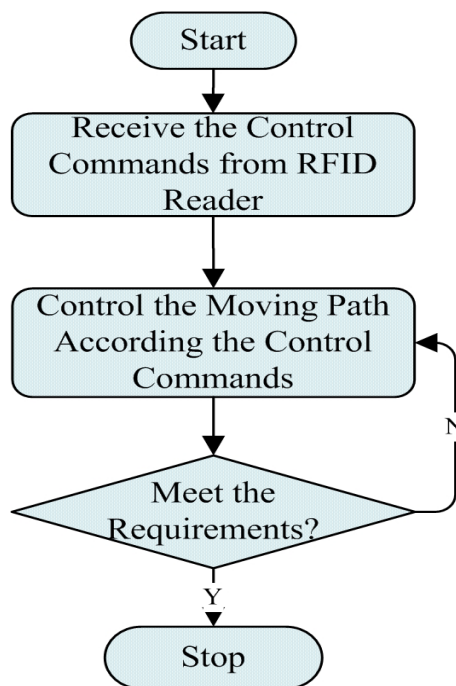 Start
Receive the Control
Commands from RFID
Reader
Control the Moving Path
According the Control
Commands
N
Meet the
Requirements?
Y
Stop